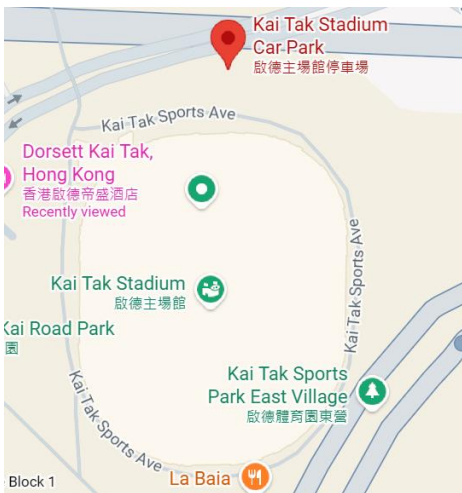 Kai Tak Stadium
Car Park
啟德主場館停車場
Kai Tak Sports Ave
Dorsett Kai Tak,
Hong Kong
香港啟德帝盛酒店
Recently viewed
Kai Tak Sports Ave
Kai Tak Stadium
啟德主場館
Kai Road Park
園
Kai Tak Sports
Park East Village
啟德體育園東營
Kai Tak Sports Ave
La Baia
Block 1